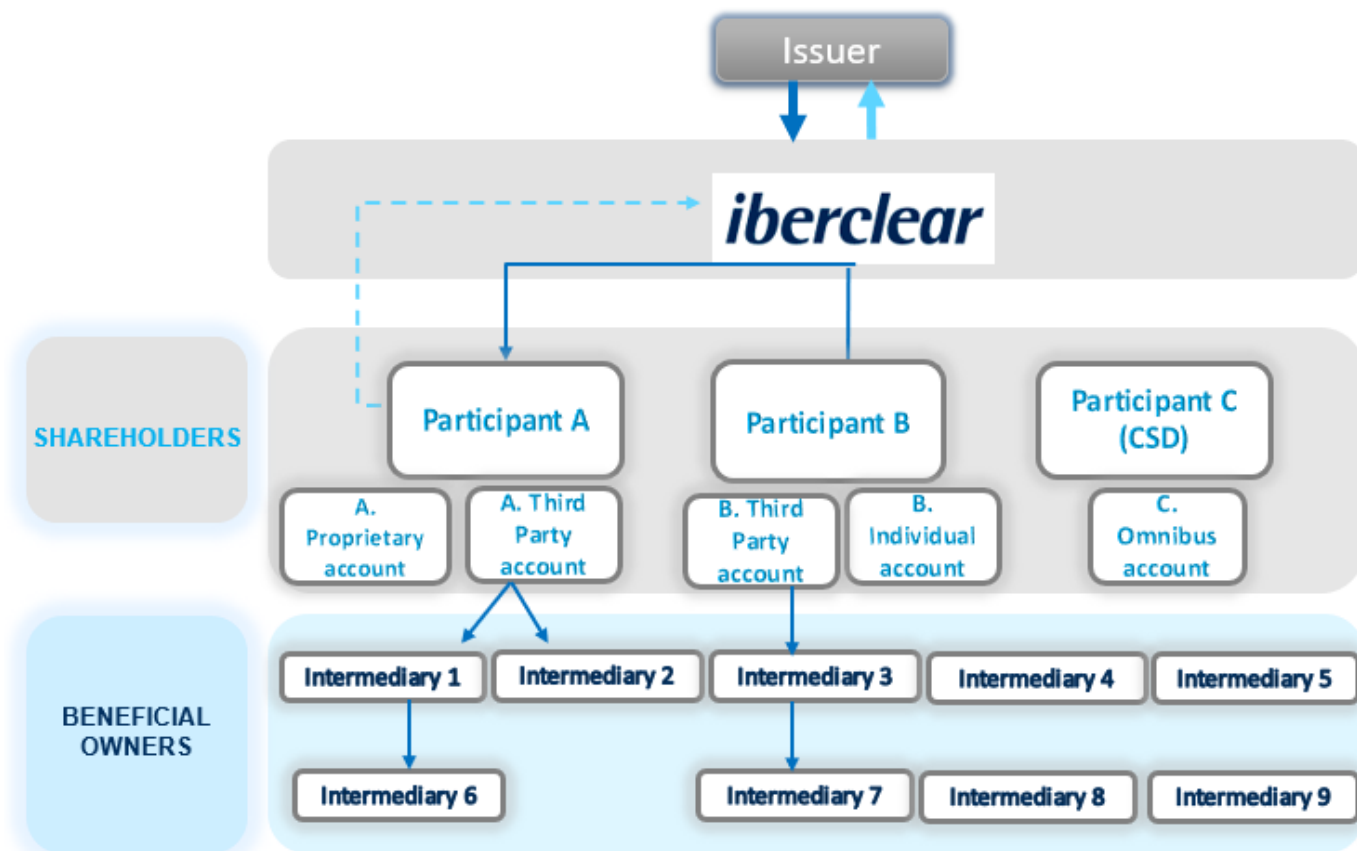 Issuer
iberclear
SHAREHOLDERS
Participant A
Participant B
Participant C
(CSD)
A.
Proprietary
account
A. Third
Party
account
B. Third
Party
account
B.
Individual
account
C.
Omnibus
account
BENEFICIAL
OWNERS
Intermediary 1
Intermediary 2
Intermediary 3
Intermediary 4
Intermediary 5
Intermediary 6
Intermediary 7
Intermediary 8
Intermediary 9